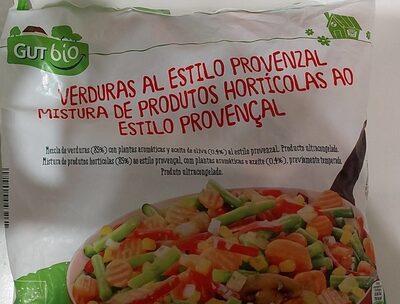 GUT bio
VERDURAS AL ESTILO PROVENZAL
MISTURA DE PRODUTOS HORTÍCOLAS AO
ESTILO PROVENÇAL
Mezcla de verduras (85%) con plantas aromáticas y aceite de oliva (0,4%) al estilo provenzal. Producto ultracongelado.
Mistura de produtos hortícolas (85%) ao estilo provençal, com plantas aromáticas e azeite (0,4%), previamente temperada.
Produto ultracongelado.